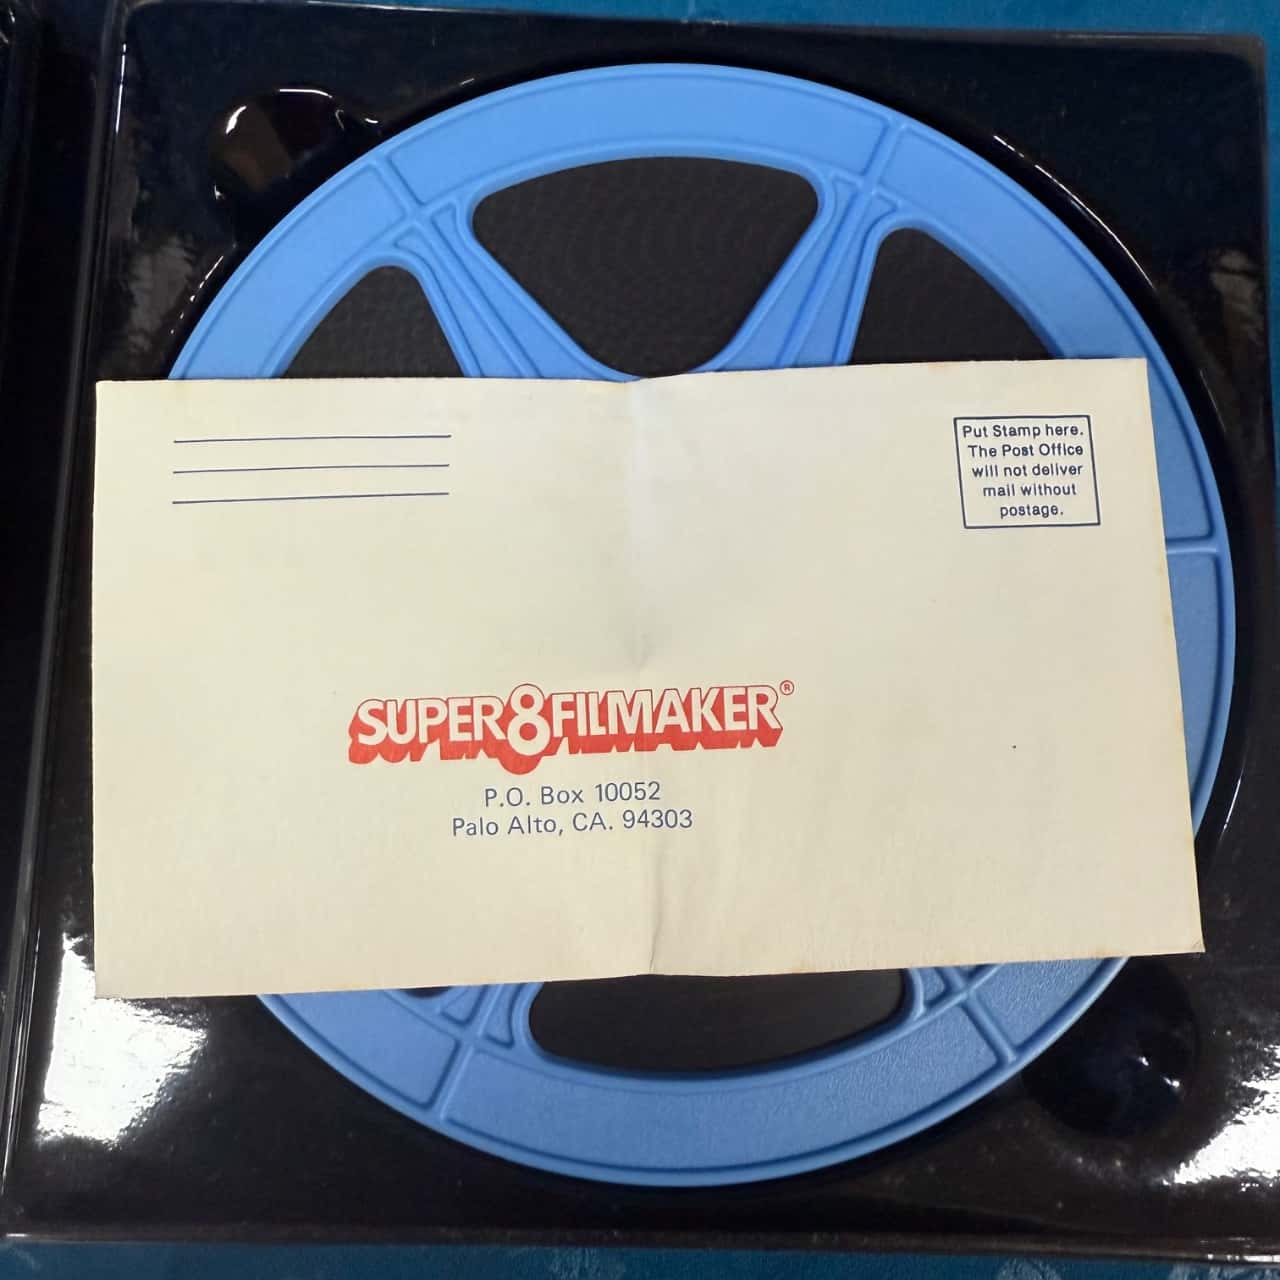 Put Stamp here.
The Post Office
will not deliver
mail without
postage.
SUPER8FILMAKER®
P.O. Box 10052
Palo Alto, CA. 94303